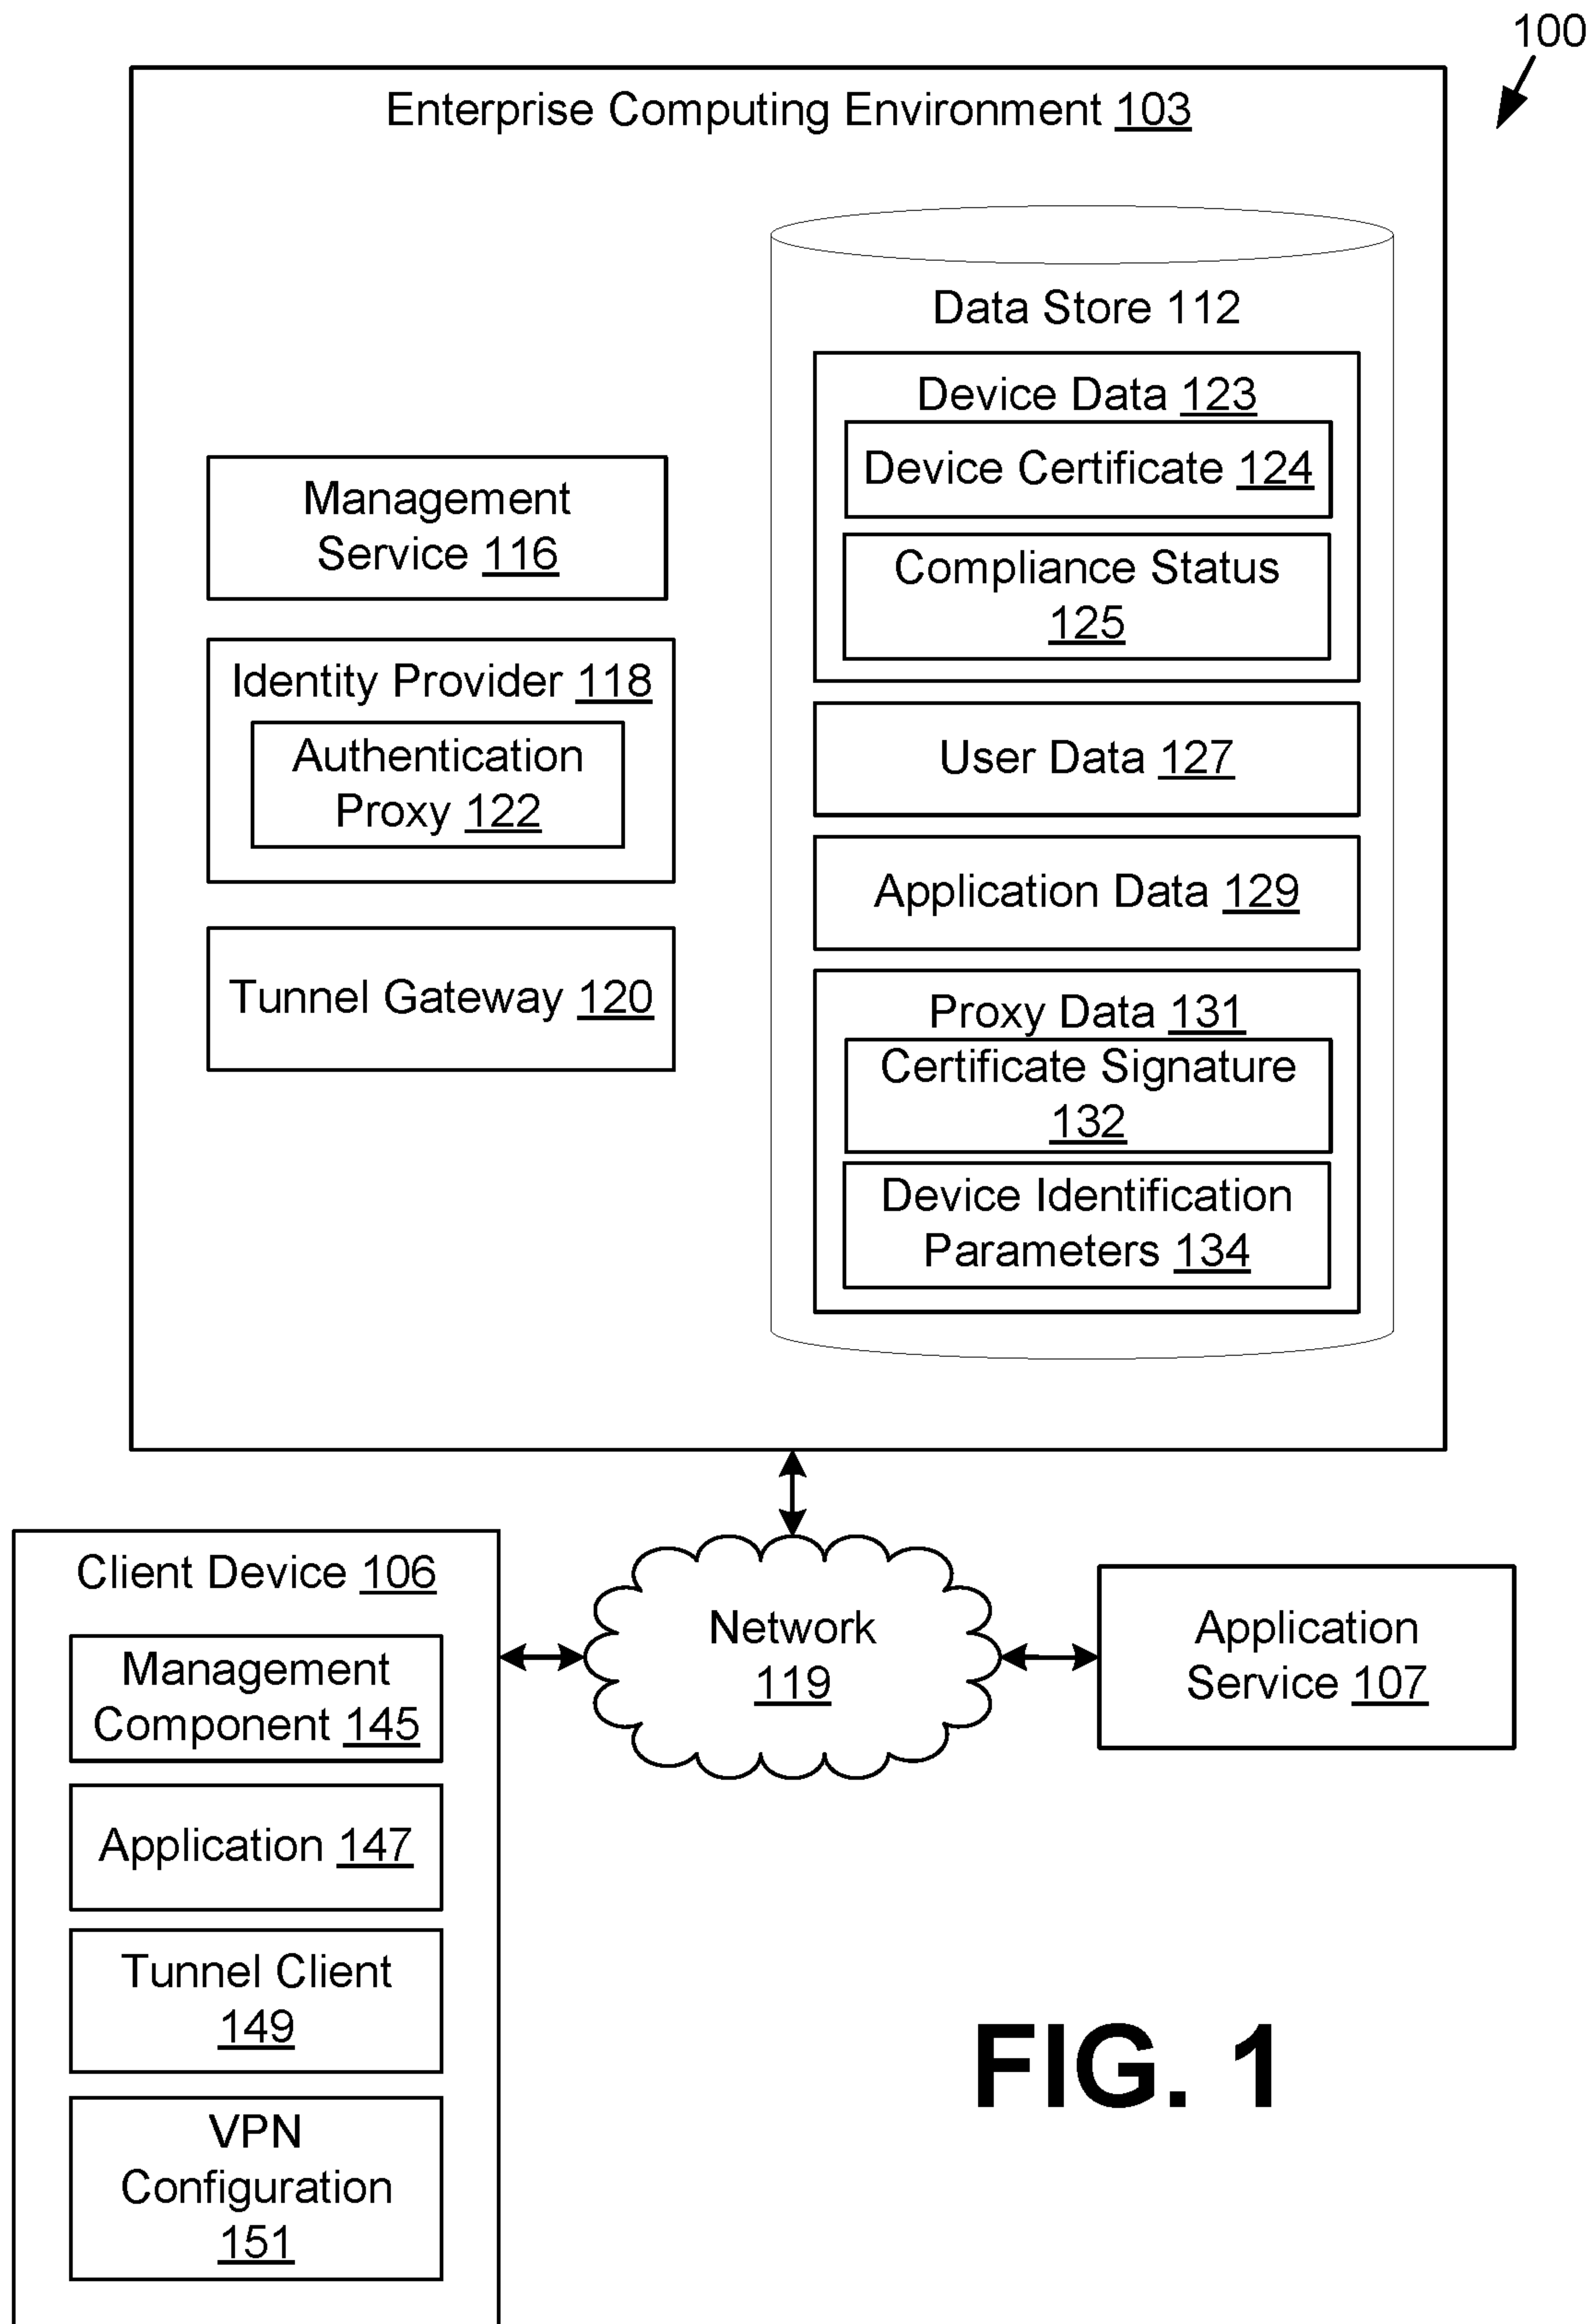 100
Enterprise Computing Environment 103
Data Store 112
Device Data 123
Device Certificate 124
Compliance Status
125
User Data 127
Application Data 129
Proxy Data 131
Certificate Signature
132
Device Identification
Parameters 134
Management
Service 116
Identity Provider 118
Authentication
Proxy 122
Tunnel Gateway 120
Client Device 106
Management
Component 145
Application 147
Tunnel Client
149
VPN
Configuration
151
Network
119
Application
Service 107
FIG. 1